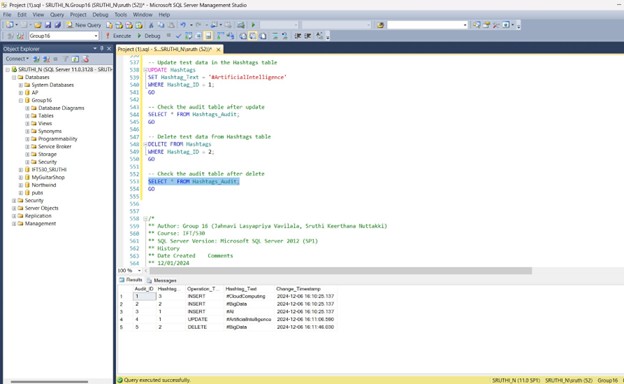 Project (1).sql - SRUTHI_N.Group16 (SRUTHI_N\sruth (52))* - Microsoft SQL Server Management Studio
File Edit View Query Project Debug Tools Window Help
New Query
Group16
Execute Debug
Object Explorer
Connect
SRUTHI_N (SQL Server 11.0.3128 - SRUTHI
Databases
System Databases
AP
Group16
Database Diagrams
Tables
Views
Synonyms
Programmability
Service Broker
Storage
Security
IFT530_SRUTHI
MyGuitarShop
Northwind
pubs
Security
Server Objects
Replication
Management
Project (1).sql - S...SRUTHI_N\sruth (52))*
537 -- Update test data in the Hashtags table
538 UPDATE Hashtags
539 SET Hashtag_Text = '#ArtificialIntelligence'
540 WHERE Hashtag_ID = 1;
541 GO
542
543 -- Check the audit table after update
544 SELECT * FROM Hashtags_Audit;
545 GO
546
547 -- Delete test data from Hashtags table
548 DELETE FROM Hashtags
549 WHERE Hashtag_ID = 2;
550 GO
551
552 -- Check the audit table after delete
553 SELECT * FROM Hashtags_Audit;
554 GO
555
558 /*
559 ** Author: Group 16 (Jahnavi Lasyapriya Vavilala, Sruthi Keerthana Nuttakki)
560 ** Course: IFT/530
561 ** SQL Server Version: Microsoft SQL Server 2012 (SP1)
562 ** History
563 ** Date Created Comments
564 ** 12/01/2024
100 %
Results Messages
Audit_ID Hashtag... Operation_T... Hashtag_Text Change_Timestamp
1 1 3 INSERT #CloudComputing 2024-12-06 16:10:25.137
2 2 2 INSERT #BigData 2024-12-06 16:10:25.137
3 3 1 INSERT #AI 2024-12-06 16:10:25.137
4 4 1 UPDATE #ArtificialIntelligence 2024-12-06 16:11:06.590
5 5 2 DELETE #BigData 2024-12-06 16:11:46.030
Query executed successfully.
SRUTHI_N (11.0 SP1) SRUTHI_N\sruth (52) Group16